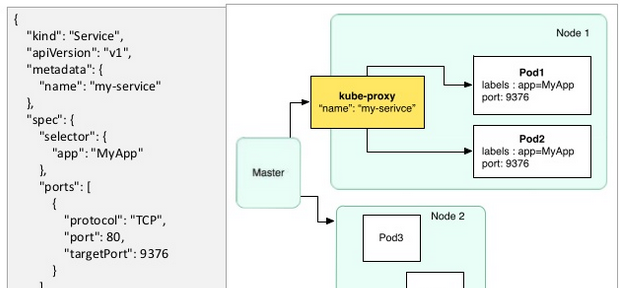 {
"kind": "Service",
"apiVersion": "v1",
"metadata": {
"name": "my-service"
},
"spec": {
"selector": {
"app": "MyApp"
},
"ports": [
{
"protocol": "TCP",
"port": 80,
"targetPort": 9376
}
]
Node 1
kube-proxy
"name": "my-serivce"
Pod1
labels : app=MyApp
port: 9376
Pod2
labels : app=MyApp
port: 9376
Master
Node 2
Pod3